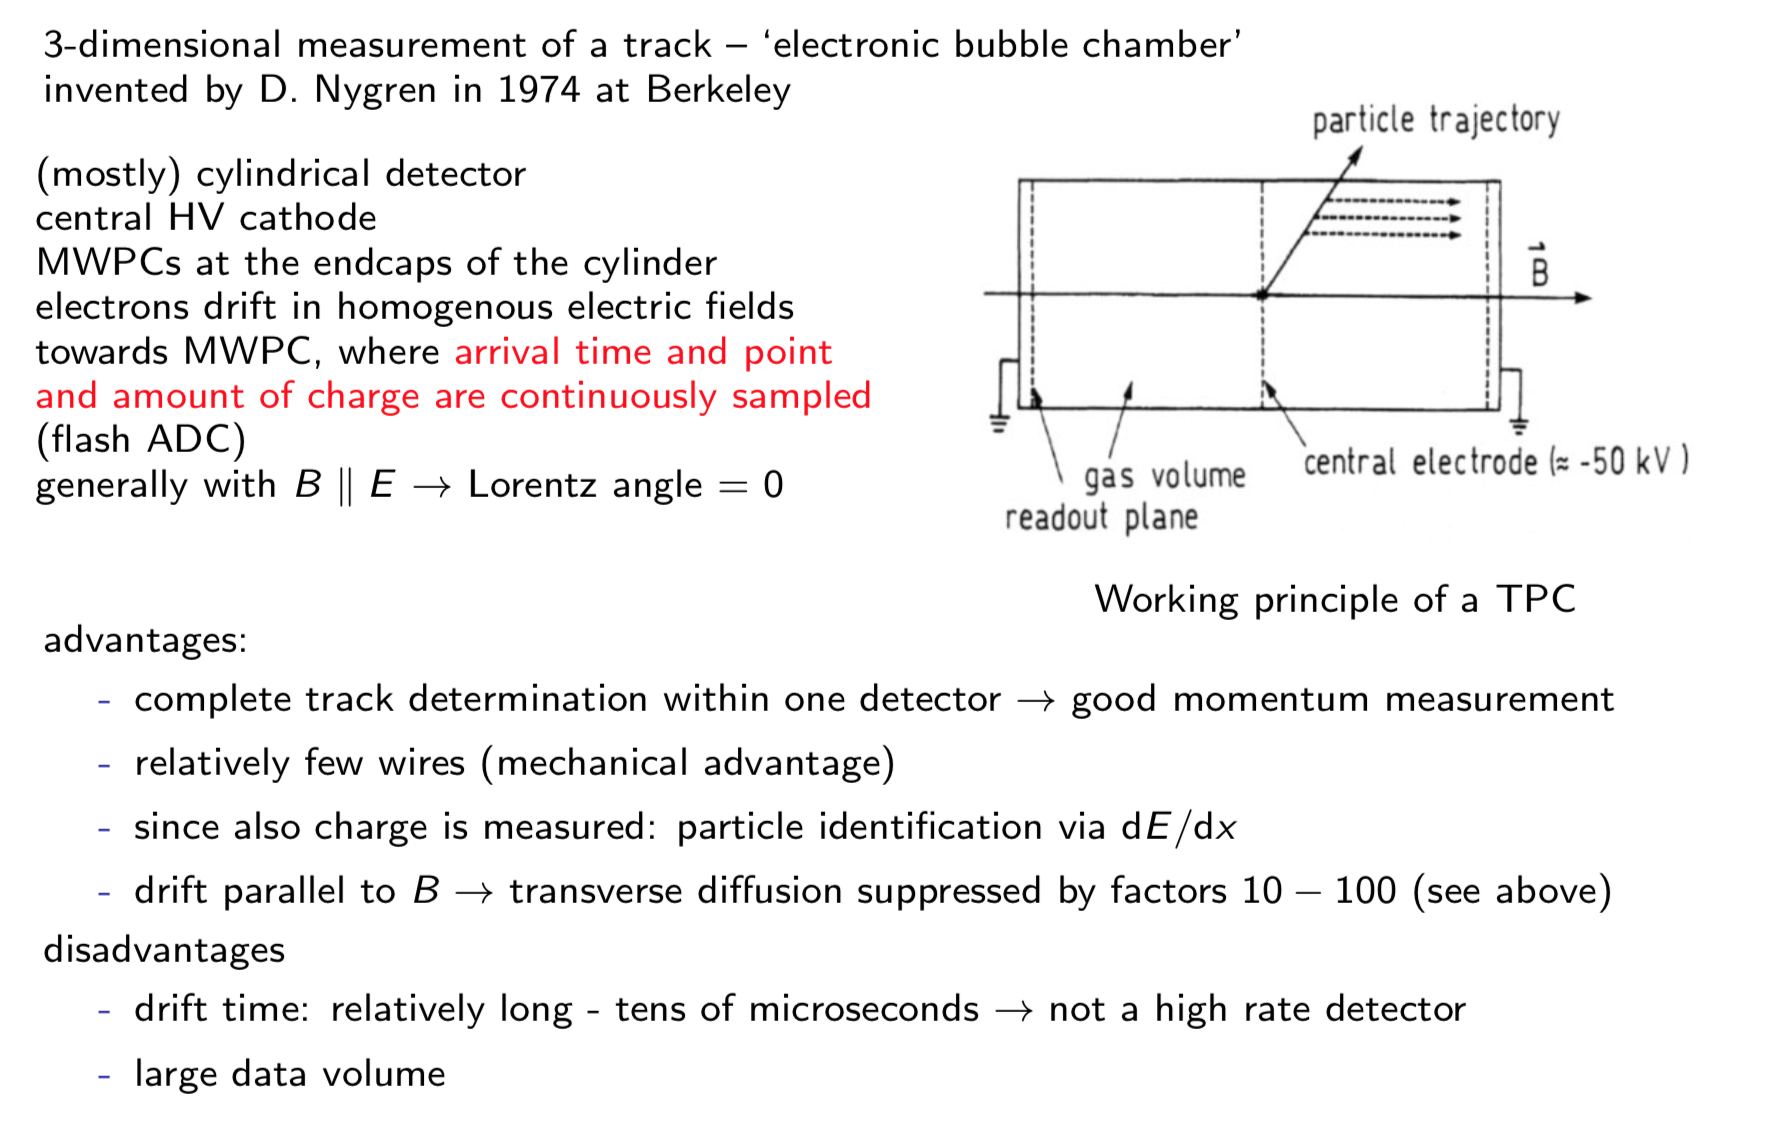 3-dimensional measurement of a track – ‘electronic bubble chamber’
invented by D. Nygren in 1974 at Berkeley
(mostly) cylindrical detector
central HV cathode
MWPCs at the endcaps of the cylinder
electrons drift in homogenous electric fields
towards MWPC, where arrival time and point
and amount of charge are continuously sampled
(flash ADC)
generally with B ∥ E → Lorentz angle = 0
particle trajectory
B⃗
central electrode (≈ -50 kV )
gas volume
readout plane
Working principle of a TPC
advantages:
- complete track determination within one detector → good momentum measurement
- relatively few wires (mechanical advantage)
- since also charge is measured: particle identification via dE/dx
- drift parallel to B → transverse diffusion suppressed by factors 10 – 100 (see above)
disadvantages
- drift time: relatively long - tens of microseconds → not a high rate detector
- large data volume